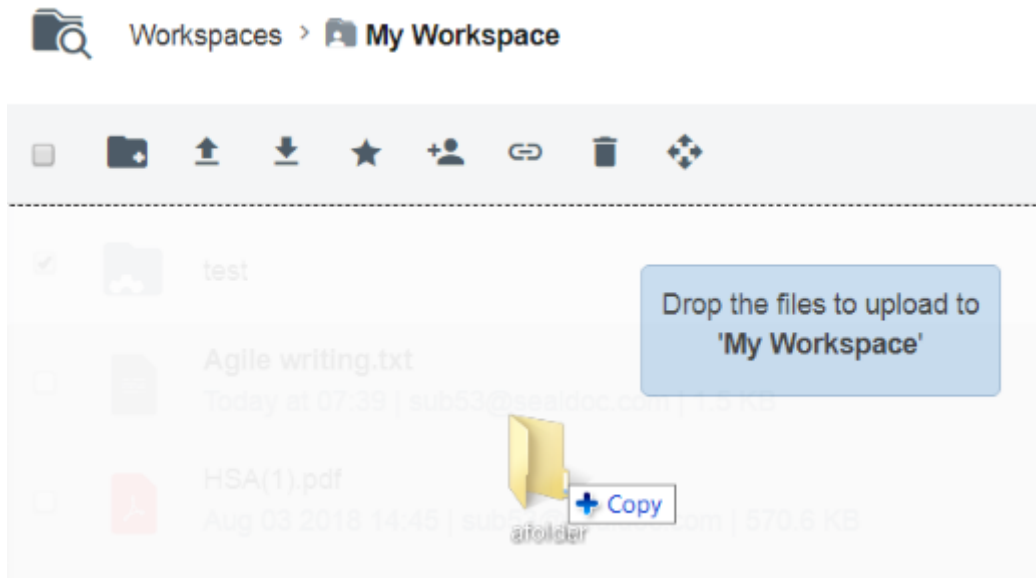 Workspaces > My Workspace
test
Drop the files to upload to
'My Workspace'
Agile writing.txt
Today at 07:39 | sub53@sealdoc.com | 1.5 KB
HSA(1).pdf
Copy
Aug 03 2018 14:45 | com | 570.8 KB
afolder